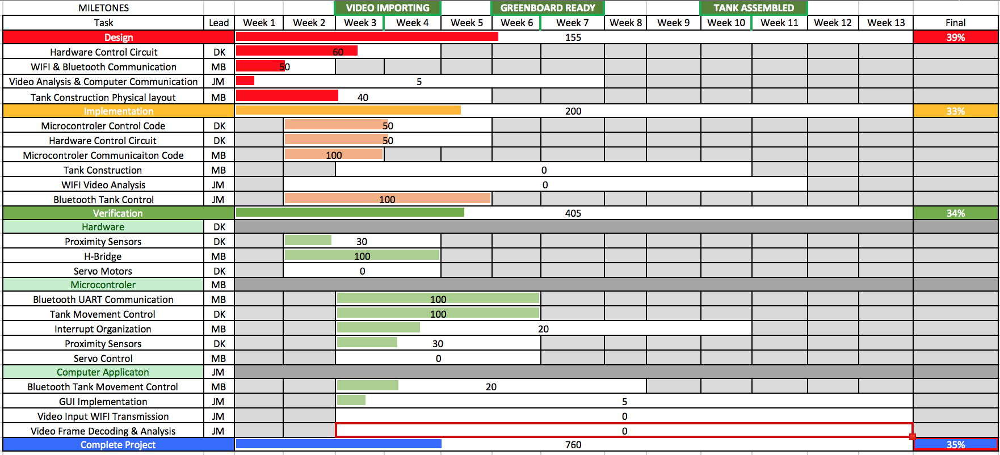 MILETONES VIDEO IMPORTING GREENBOARD READY TANK ASSEMBLED
Task Lead Week 1 Week 2 Week 3 Week 4 Week 5 Week 6 Week 7 Week 8 Week 9 Week 10 Week 11 Week 12 Week 13 Final
Design 155 39%
Hardware Control Circuit DK 60
WIFI & Bluetooth Communication MB 50
Video Analysis & Computer Communication JM 5
Tank Construction Physical layout MB 40
Implementation 200 33%
Microcontroler Control Code DK 50
Hardware Control Circuit DK 50
Microcontroler Communicaiton Code MB 100
Tank Construction MB 0
WIFI Video Analysis JM 0
Bluetooth Tank Control JM 100
Verification 405 34%
Hardware DK
Proximity Sensors DK 30
H-Bridge MB 100
Servo Motors DK 0
Microcontroler MB
Bluetooth UART Communication MB 100
Tank Movement Control DK 100
Interrupt Organization MB 20
Proximity Sensors DK 30
Servo Control MB 0
Computer Applicaton JM
Bluetooth Tank Movement Control MB 20
GUI Implementation JM 5
Video Input WIFI Transmission JM 0
Video Frame Decoding & Analysis JM 0
Complete Project 760 35%